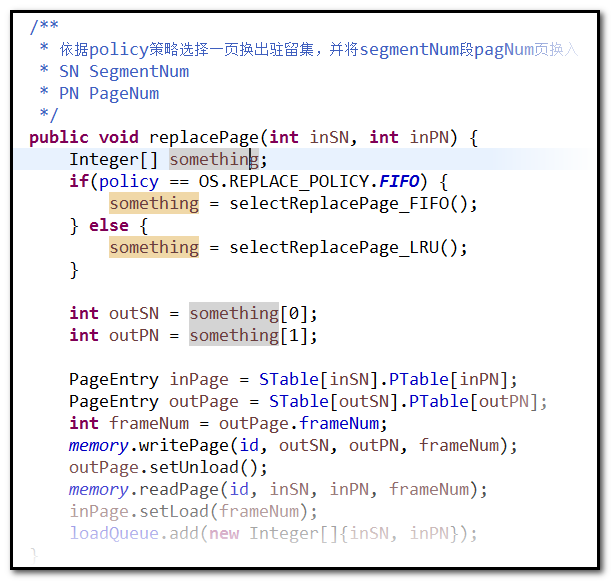 /**
 * 依据policy策略选择一页换出驻留集，并将segmentNum段pagNum页换入
 * SN SegmentNum
 * PN PageNum
 */
public void replacePage(int inSN, int inPN) {
    Integer[] something;
    if(policy == OS.REPLACE_POLICY.FIFO) {
        something = selectReplacePage_FIFO();
    } else {
        something = selectReplacePage_LRU();
    }

    int outSN = something[0];
    int outPN = something[1];

    PageEntry inPage = STable[inSN].PTable[inPN];
    PageEntry outPage = STable[outSN].PTable[outPN];
    int frameNum = outPage.frameNum;
    memory.writePage(id, outSN, outPN, frameNum);
    outPage.setUnload();
    memory.readPage(id, inSN, inPN, frameNum);
    inPage.setLoad(frameNum);
    loadQueue.add(new Integer[]{inSN, inPN});
}